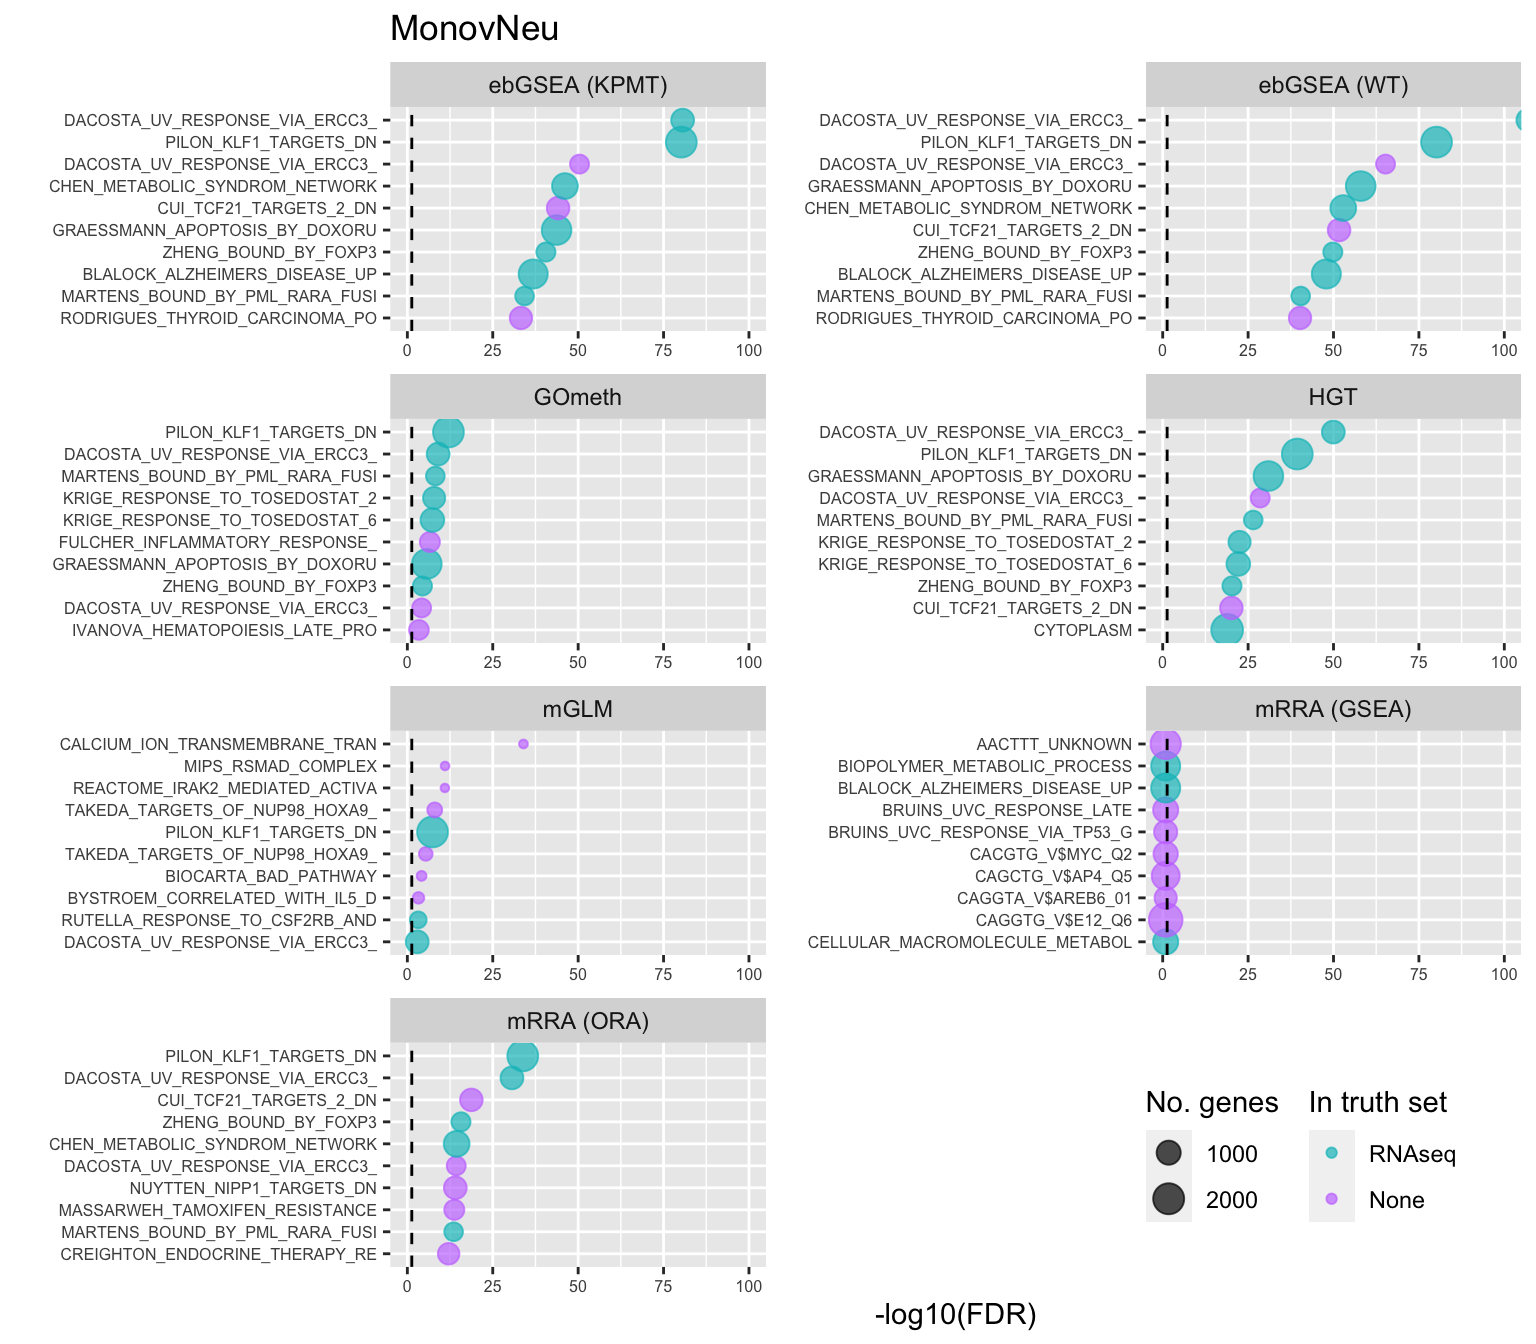 MonovNeu
ebGSEA (KPMT)
DACOSTA_UV_RESPONSE_VIA_ERCC3_
PILON_KLF1_TARGETS_DN
DACOSTA_UV_RESPONSE_VIA_ERCC3_
CHEN_METABOLIC_SYNDROM_NETWORK
CUI_TCF21_TARGETS_2_DN
GRAESSMANN_APOPTOSIS_BY_DOXORU
ZHENG_BOUND_BY_FOXP3
BLALOCK_ALZHEIMERS_DISEASE_UP
MARTENS_BOUND_BY_PML_RARA_FUSI
RODRIGUES_THYROID_CARCINOMA_PO
0 25 50 75 100
ebGSEA (WT)
DACOSTA_UV_RESPONSE_VIA_ERCC3_
PILON_KLF1_TARGETS_DN
DACOSTA_UV_RESPONSE_VIA_ERCC3_
GRAESSMANN_APOPTOSIS_BY_DOXORU
CHEN_METABOLIC_SYNDROM_NETWORK
CUI_TCF21_TARGETS_2_DN
ZHENG_BOUND_BY_FOXP3
BLALOCK_ALZHEIMERS_DISEASE_UP
MARTENS_BOUND_BY_PML_RARA_FUSI
RODRIGUES_THYROID_CARCINOMA_PO
0 25 50 75 100
GOmeth
PILON_KLF1_TARGETS_DN
DACOSTA_UV_RESPONSE_VIA_ERCC3_
MARTENS_BOUND_BY_PML_RARA_FUSI
KRIGE_RESPONSE_TO_TOSEDOSTAT_2
KRIGE_RESPONSE_TO_TOSEDOSTAT_6
FULCHER_INFLAMMATORY_RESPONSE_
GRAESSMANN_APOPTOSIS_BY_DOXORU
ZHENG_BOUND_BY_FOXP3
DACOSTA_UV_RESPONSE_VIA_ERCC3_
IVANOVA_HEMATOPOIESIS_LATE_PRO
0 25 50 75 100
HGT
DACOSTA_UV_RESPONSE_VIA_ERCC3_
PILON_KLF1_TARGETS_DN
GRAESSMANN_APOPTOSIS_BY_DOXORU
DACOSTA_UV_RESPONSE_VIA_ERCC3_
MARTENS_BOUND_BY_PML_RARA_FUSI
KRIGE_RESPONSE_TO_TOSEDOSTAT_2
KRIGE_RESPONSE_TO_TOSEDOSTAT_6
ZHENG_BOUND_BY_FOXP3
CUI_TCF21_TARGETS_2_DN
CYTOPLASM
0 25 50 75 100
mGLM
CALCIUM_ION_TRANSMEMBRANE_TRAN
MIPS_RSMAD_COMPLEX
REACTOME_IRAK2_MEDIATED_ACTIVA
TAKEDA_TARGETS_OF_NUP98_HOXA9_
PILON_KLF1_TARGETS_DN
TAKEDA_TARGETS_OF_NUP98_HOXA9_
BIOCARTA_BAD_PATHWAY
BYSTROEM_CORRELATED_WITH_IL5_D
RUTELLA_RESPONSE_TO_CSF2RB_AND
DACOSTA_UV_RESPONSE_VIA_ERCC3_
0 25 50 75 100
mRRA (GSEA)
AACTTT_UNKNOWN
BIOPOLYMER_METABOLIC_PROCESS
BLALOCK_ALZHEIMERS_DISEASE_UP
BRUINS_UVC_RESPONSE_LATE
BRUINS_UVC_RESPONSE_VIA_TP53_G
CACGTG_V$MYC_Q2
CAGCTG_V$AP4_Q5
CAGGTA_V$AREB6_01
CAGGTG_V$E12_Q6
CELLULAR_MACROMOLECULE_METABOL
0 25 50 75 100
mRRA (ORA)
PILON_KLF1_TARGETS_DN
DACOSTA_UV_RESPONSE_VIA_ERCC3_
CUI_TCF21_TARGETS_2_DN
ZHENG_BOUND_BY_FOXP3
CHEN_METABOLIC_SYNDROM_NETWORK
DACOSTA_UV_RESPONSE_VIA_ERCC3_
NUYTTEN_NIPP1_TARGETS_DN
MASSARWEH_TAMOXIFEN_RESISTANCE
MARTENS_BOUND_BY_PML_RARA_FUSI
CREIGHTON_ENDOCRINE_THERAPY_RE
0 25 50 75 100
No. genes
1000
2000
In truth set
RNAseq
None
-log10(FDR)